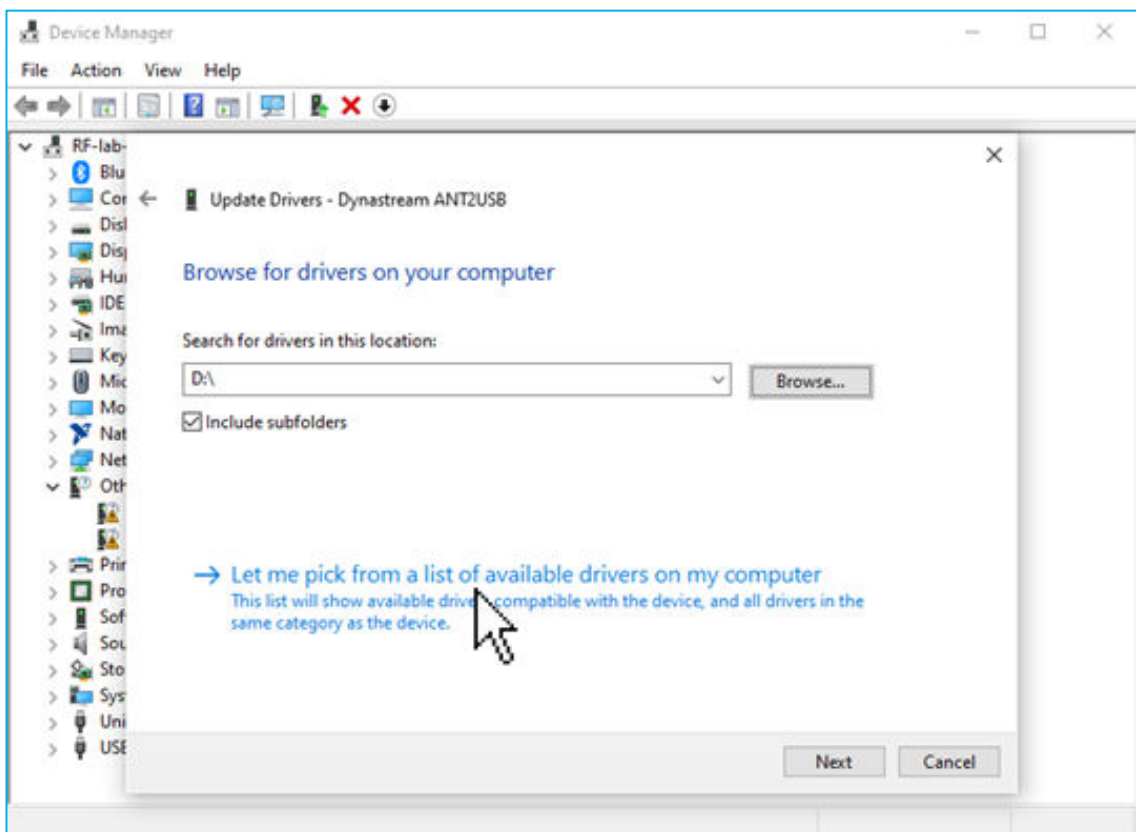 Device Manager
File Action View Help
RF-lab-
Blu
Update Drivers - Dynastream ANT2USB
Cor
Disl
Disp
Browse for drivers on your computer
Hur
IDE
Ima
Search for drivers in this location:
Key
D:\ Browse...
Mic
Mo
Include subfolders
Nat
Net
Oth
Prir
Let me pick from a list of available drivers on my computer
Pro
This list will show available compatible with the device, and all drivers in the
Sof
same category as the device.
Sou
Sto
Sys
Uni
USB
Next Cancel